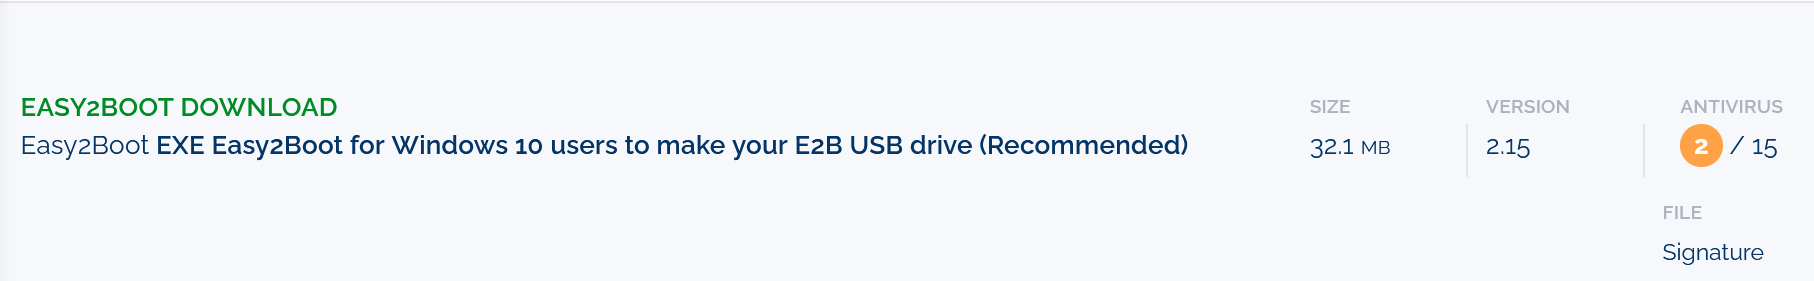 EASY2BOOT DOWNLOAD
Easy2Boot EXE Easy2Boot for Windows 10 users to make your E2B USB drive (Recommended)
SIZE
32.1 MB
VERSION
2.15
ANTIVIRUS
2 / 15
FILE
Signature